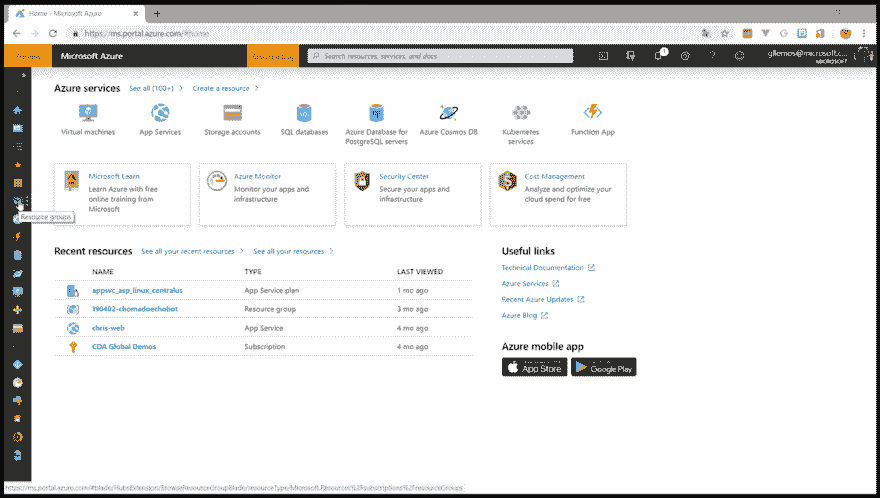 Home - Microsoft Azure
https://ms.portal.azure.com/#home
Preview
Microsoft Azure
Report a bug
Search resources, services, and docs
1
gllemos@microsoft.c...
MICROSOFT
Azure services
See all (100+)
Create a resource
Virtual machines
App Services
Storage accounts
SQL databases
Azure Database for PostgreSQL servers
Azure Cosmos DB
Kubernetes services
Function App
Microsoft Learn
Learn Azure with free
online training from
Microsoft
Azure Monitor
Monitor your apps and
infrastructure
Security Center
Secure your apps and
infrastructure
Cost Management
Analyze and optimize your
cloud spend for free
Resource groups
Recent resources
See all your recent resources
See all your resources
NAME TYPE LAST VIEWED
appsvc_asp_linux_centralus App Service plan 1 mo ago
190402-chomadoechobot Resource group 3 mo ago
chris-web App Service 4 mo ago
CDA Global Demos Subscription 4 mo ago
Useful links
Technical Documentation
Azure Services
Recent Azure Updates
Azure Blog
Azure mobile app
App Store
Google Play
https://ms.portal.azure.com/#blade/HubsExtension/BrowseResourceGroupBlade/resourceType/Microsoft.Resources%2Fsubscriptions%2FresourceGroups